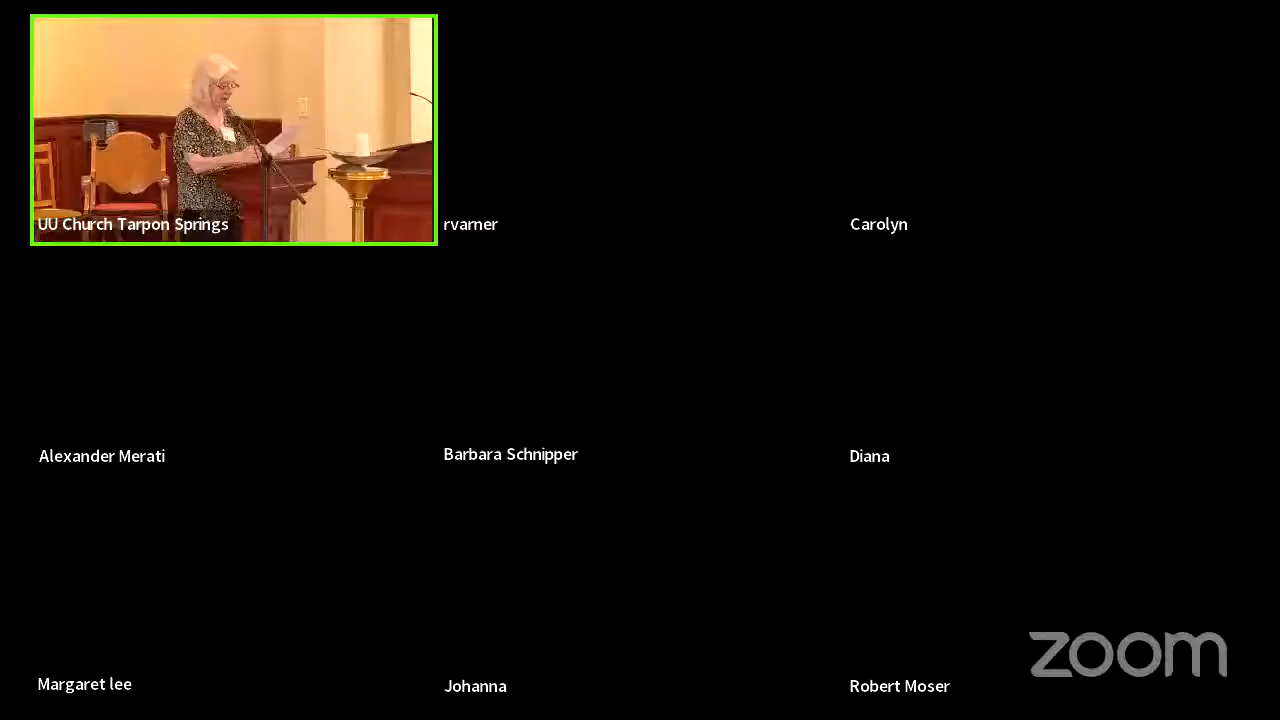 UU Church Tarpon Springs
rvarner
Carolyn
Alexander Merati
Barbara Schnipper
Diana
Margaret lee
Johanna
Robert Moser
zoom